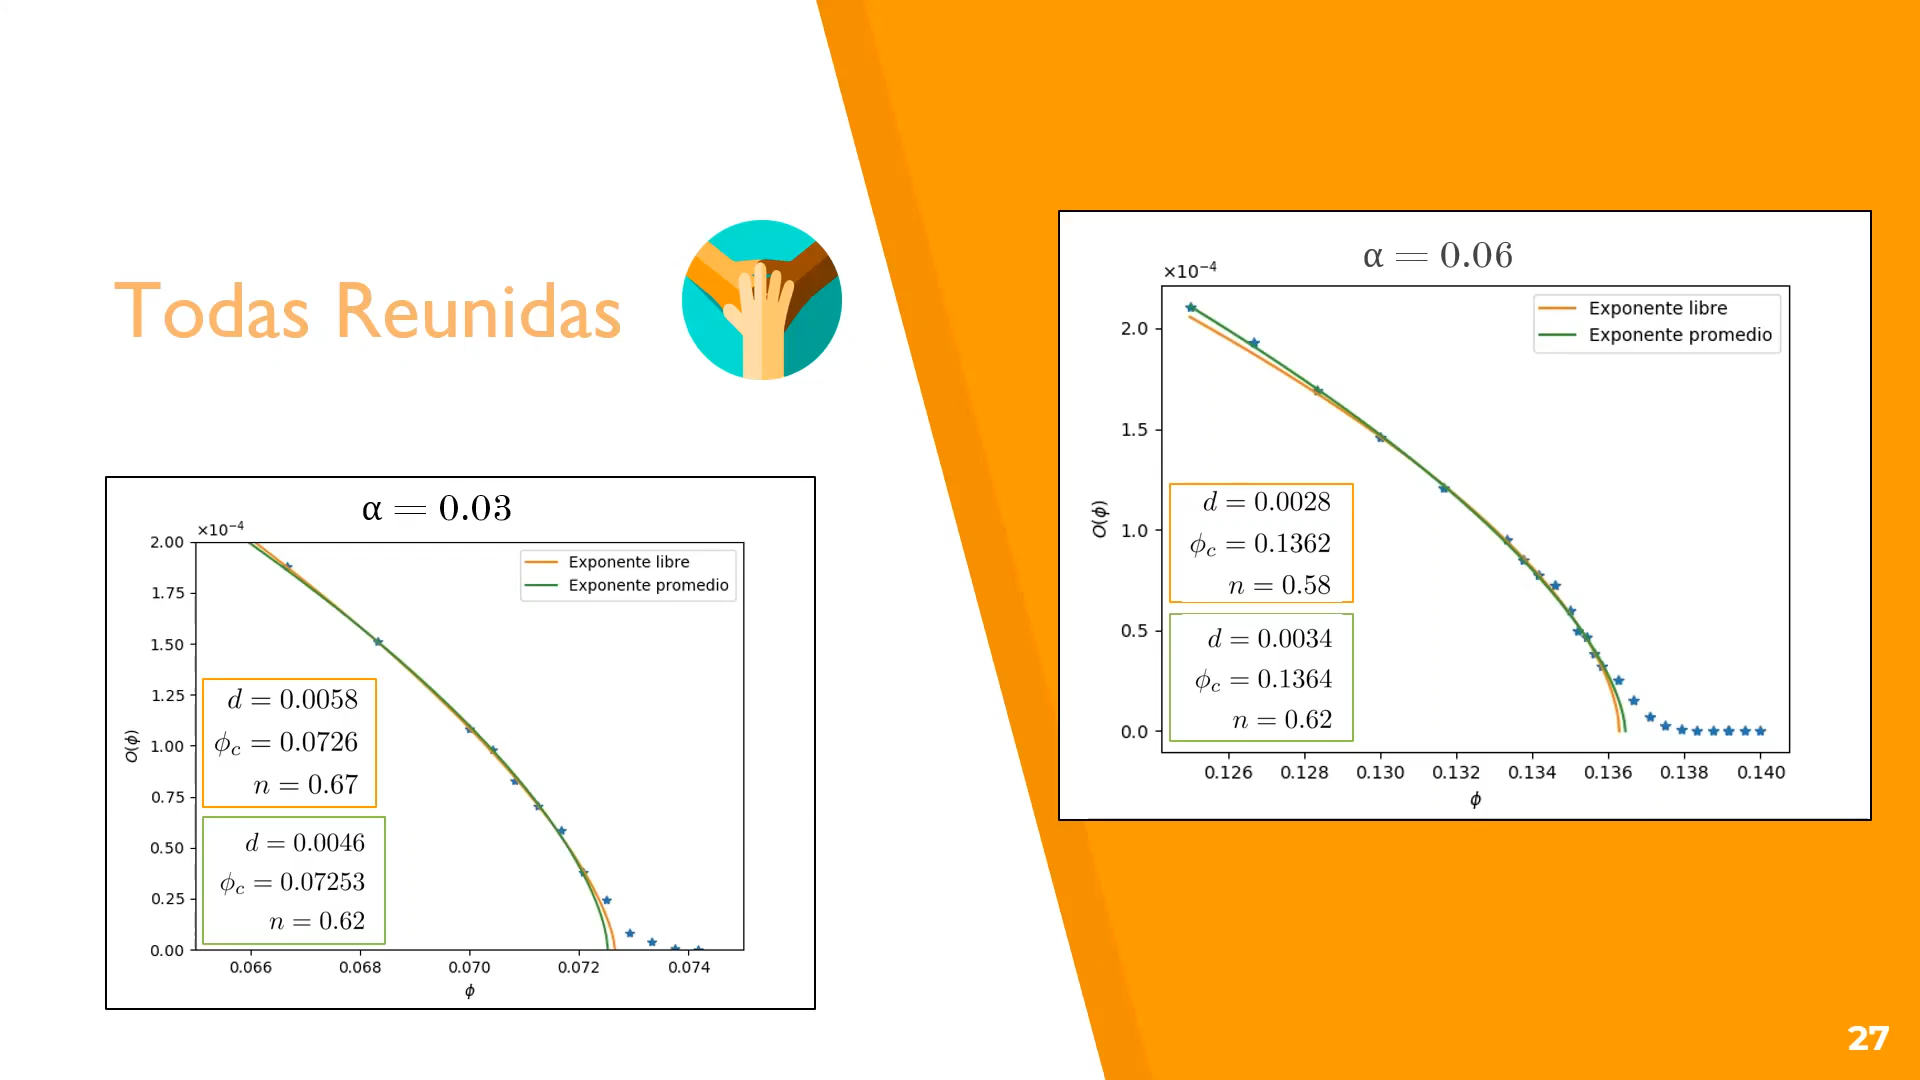 Todas Reunidas
α = 0.03
×10⁻⁴
2.00
1.75
1.50
1.25
1.00
0.75
0.50
0.25
0.00
O(ϕ)
Exponente libre
Exponente promedio
d = 0.0058
ϕ_c = 0.0726
n = 0.67
d = 0.0046
ϕ_c = 0.07253
n = 0.62
0.066 0.068 0.070 0.072 0.074
ϕ
α = 0.06
×10⁻⁴
2.0
1.5
1.0
0.5
0.0
O(ϕ)
Exponente libre
Exponente promedio
d = 0.0028
ϕ_c = 0.1362
n = 0.58
d = 0.0034
ϕ_c = 0.1364
n = 0.62
0.126 0.128 0.130 0.132 0.134 0.136 0.138 0.140
ϕ
27